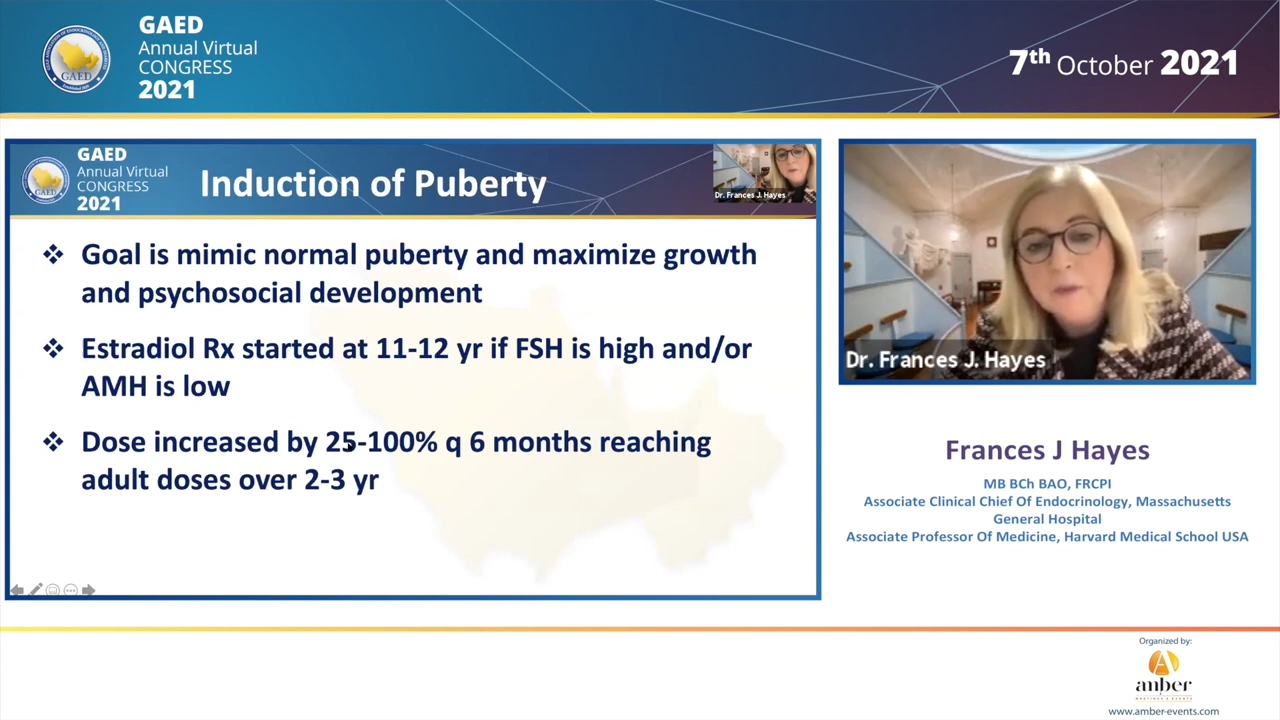 GAED
Annual Virtual
CONGRESS
2021
7th October 2021
GAED
GAED
Annual Virtual
CONGRESS
2021
Induction of Puberty
Dr. Frances J. Hayes
❖ Goal is mimic normal puberty and maximize growth
and psychosocial development
❖ Estradiol Rx started at 11-12 yr if FSH is high and/or
AMH is low
❖ Dose increased by 25-100% q 6 months reaching
adult doses over 2-3 yr
Dr. Frances J. Hayes
Frances J Hayes
MB BCh BAO, FRCPI
Associate Clinical Chief Of Endocrinology, Massachusetts
General Hospital
Associate Professor Of Medicine, Harvard Medical School USA
Organized by:
anber
www.amber-events.com